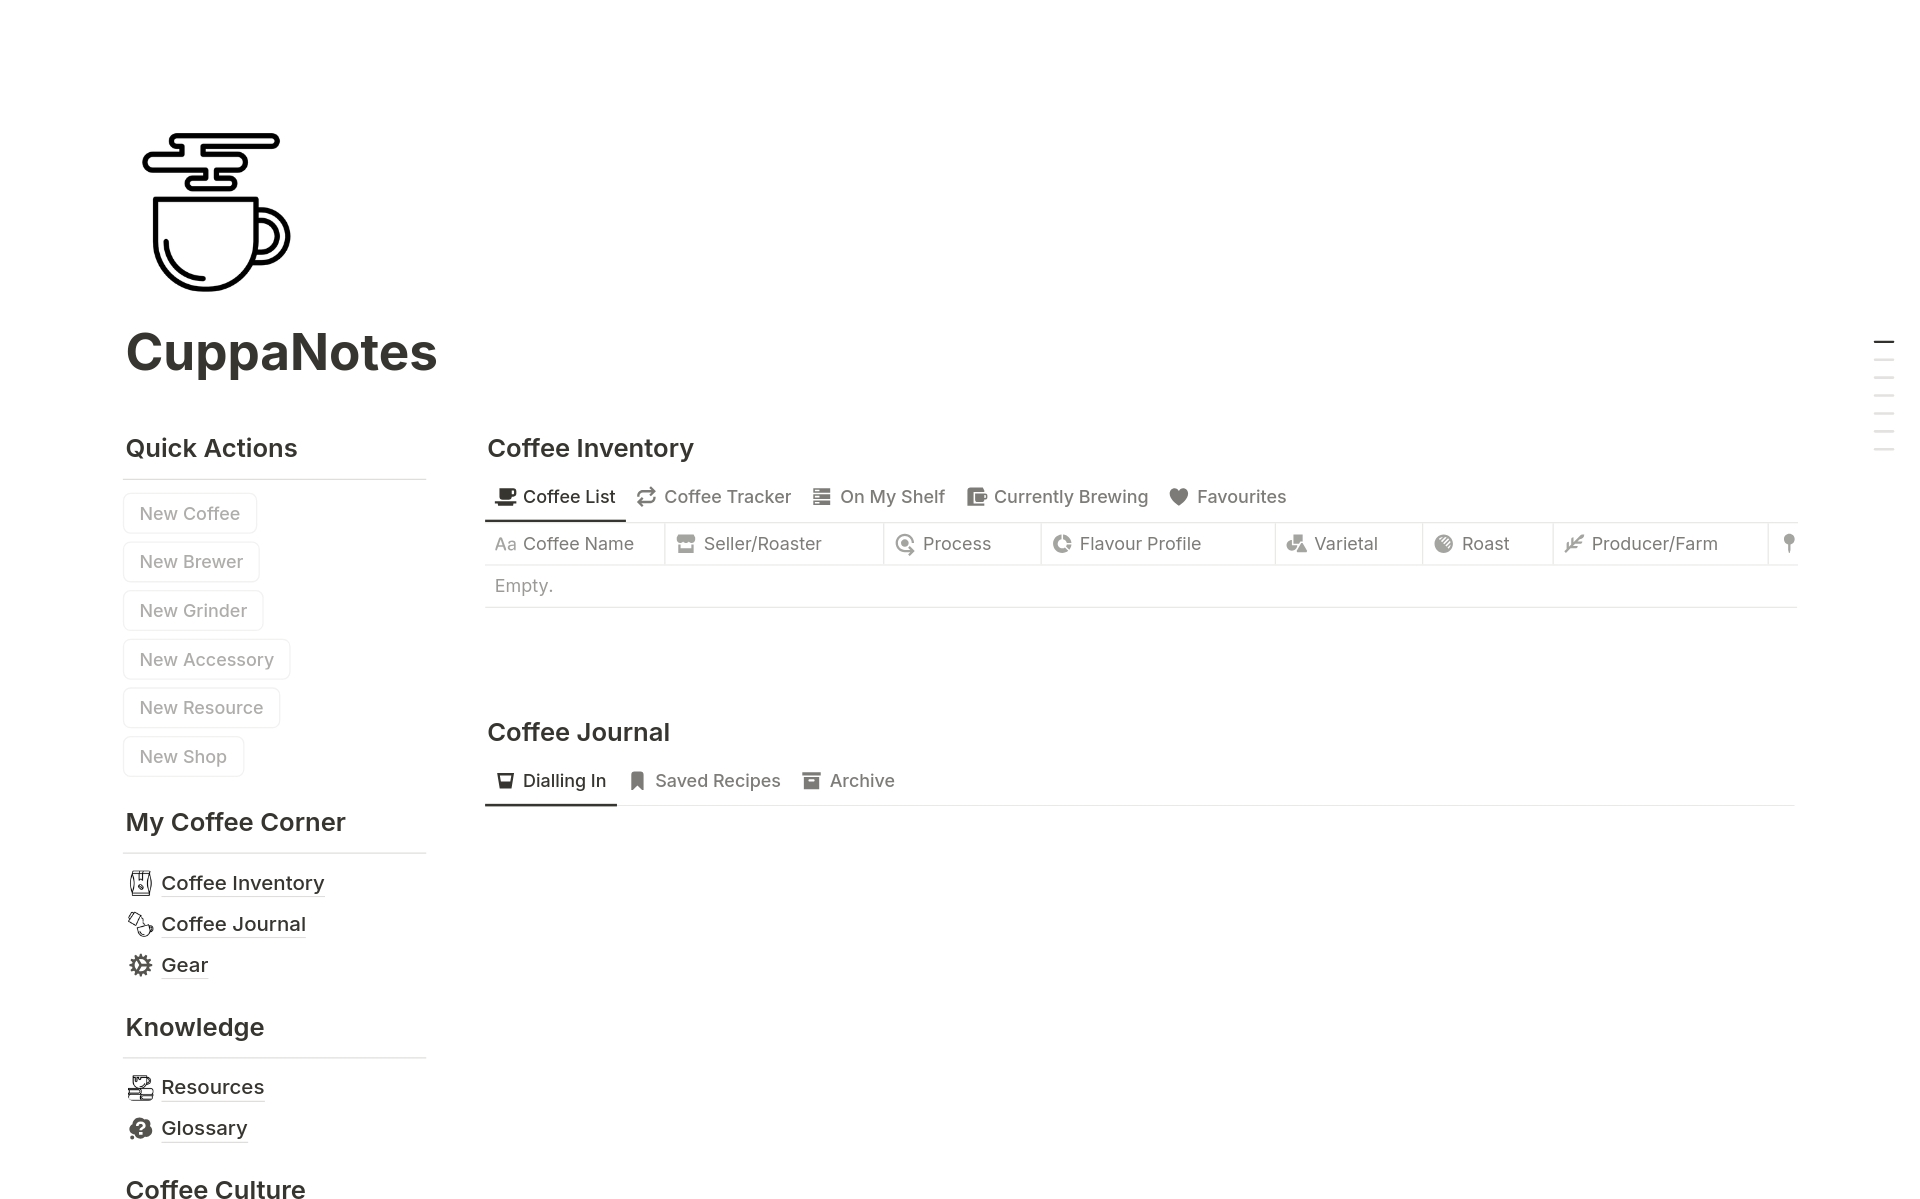 CuppaNotes
Quick Actions
New Coffee
New Brewer
New Grinder
New Accessory
New Resource
New Shop
My Coffee Corner
Coffee Inventory
Coffee Journal
Gear
Knowledge
Resources
Glossary
Coffee Culture
Coffee Inventory
Coffee List Coffee Tracker On My Shelf Currently Brewing Favourites
Aa Coffee Name Seller/Roaster Process Flavour Profile Varietal Roast Producer/Farm
Empty.
Coffee Journal
Dialling In Saved Recipes Archive